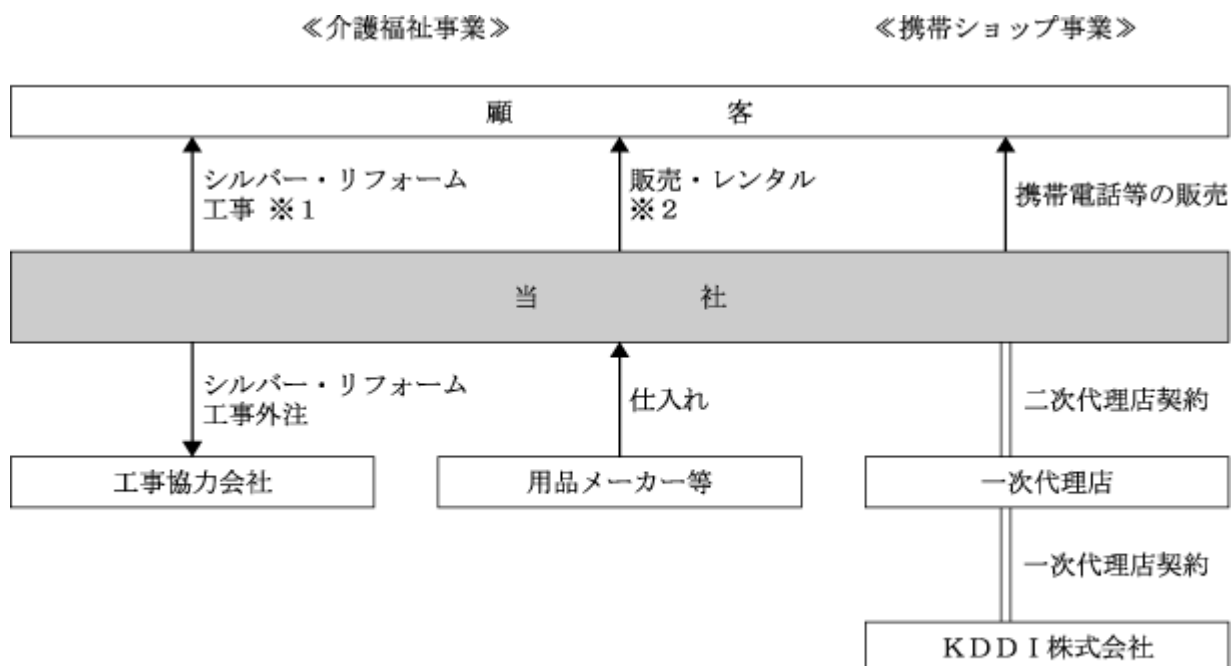 ≪介護福祉事業≫
≪携帯ショップ事業≫
顧 客
シルバー・リフォーム
工事 ※1
販売・レンタル
※2
携帯電話等の販売
当 社
シルバー・リフォーム
工事外注
仕入れ
二次代理店契約
工事協力会社
用品メーカー等
一次代理店
一次代理店契約
KDDI株式会社